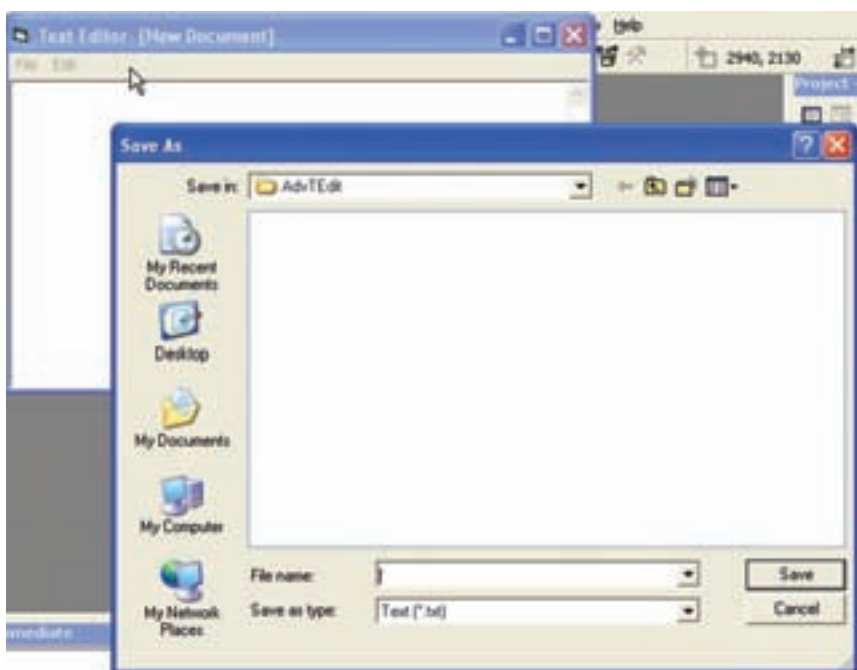 Text Editor - [New Document]
File Edit
Help
2940, 2130
Project -
Save As
Save in: AdvTEdit
My Recent Documents
Desktop
My Documents
My Computer
My Network Places
File name:
Save as type: Text (*.txt)
Save
Cancel
mmediate